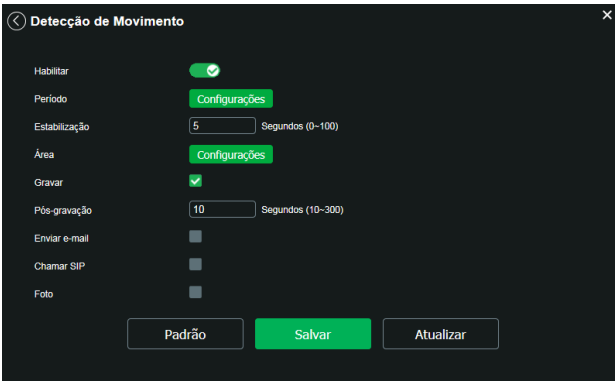 Detecção de Movimento
Habilitar
Período Configurações
Estabilização 5 Segundos (0~100)
Área Configurações
Gravar
Pós-gravação 10 Segundos (10~300)
Enviar e-mail
Chamar SIP
Foto
Padrão Salvar Atualizar